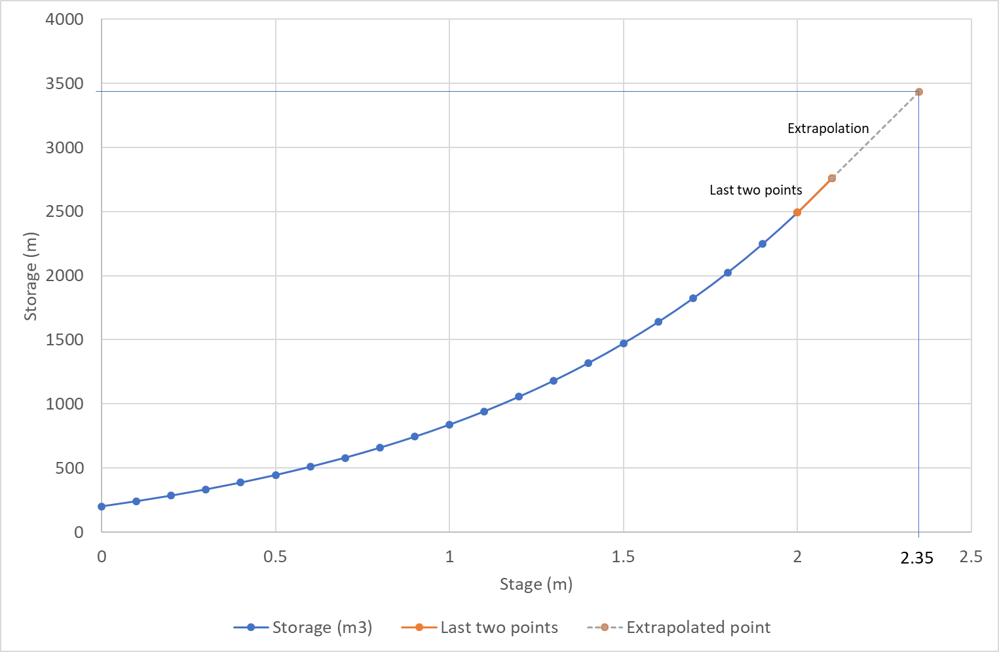 4000
3500
3000
2500
2000
1500
1000
500
0
Storage (m)
Extrapolation
Last two points
0 0.5 1 1.5 2 2.35 2.5
Stage (m)
Storage (m3) Last two points Extrapolated point